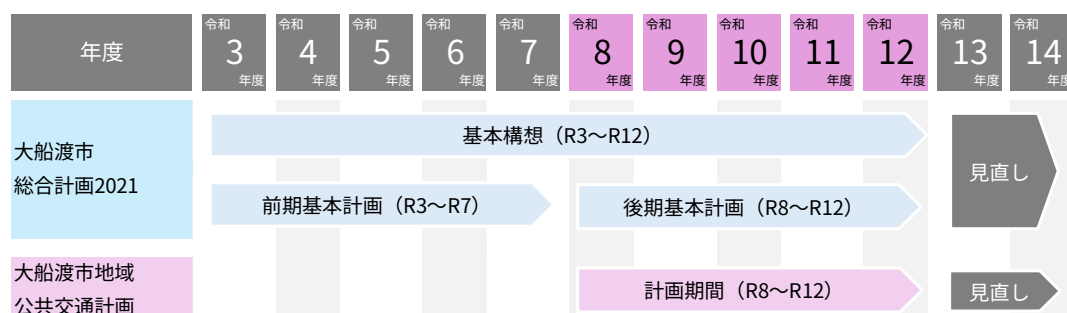 年度
令和 3 年度
令和 4 年度
令和 5 年度
令和 6 年度
令和 7 年度
令和 8 年度
令和 9 年度
令和 10 年度
令和 11 年度
令和 12 年度
令和 13 年度
令和 14 年度
大船渡市
総合計画2021
基本構想（R3～R12）
前期基本計画（R3～R7）
後期基本計画（R8～R12）
見直し
大船渡市地域
公共交通計画
計画期間（R8～R12）
見直し